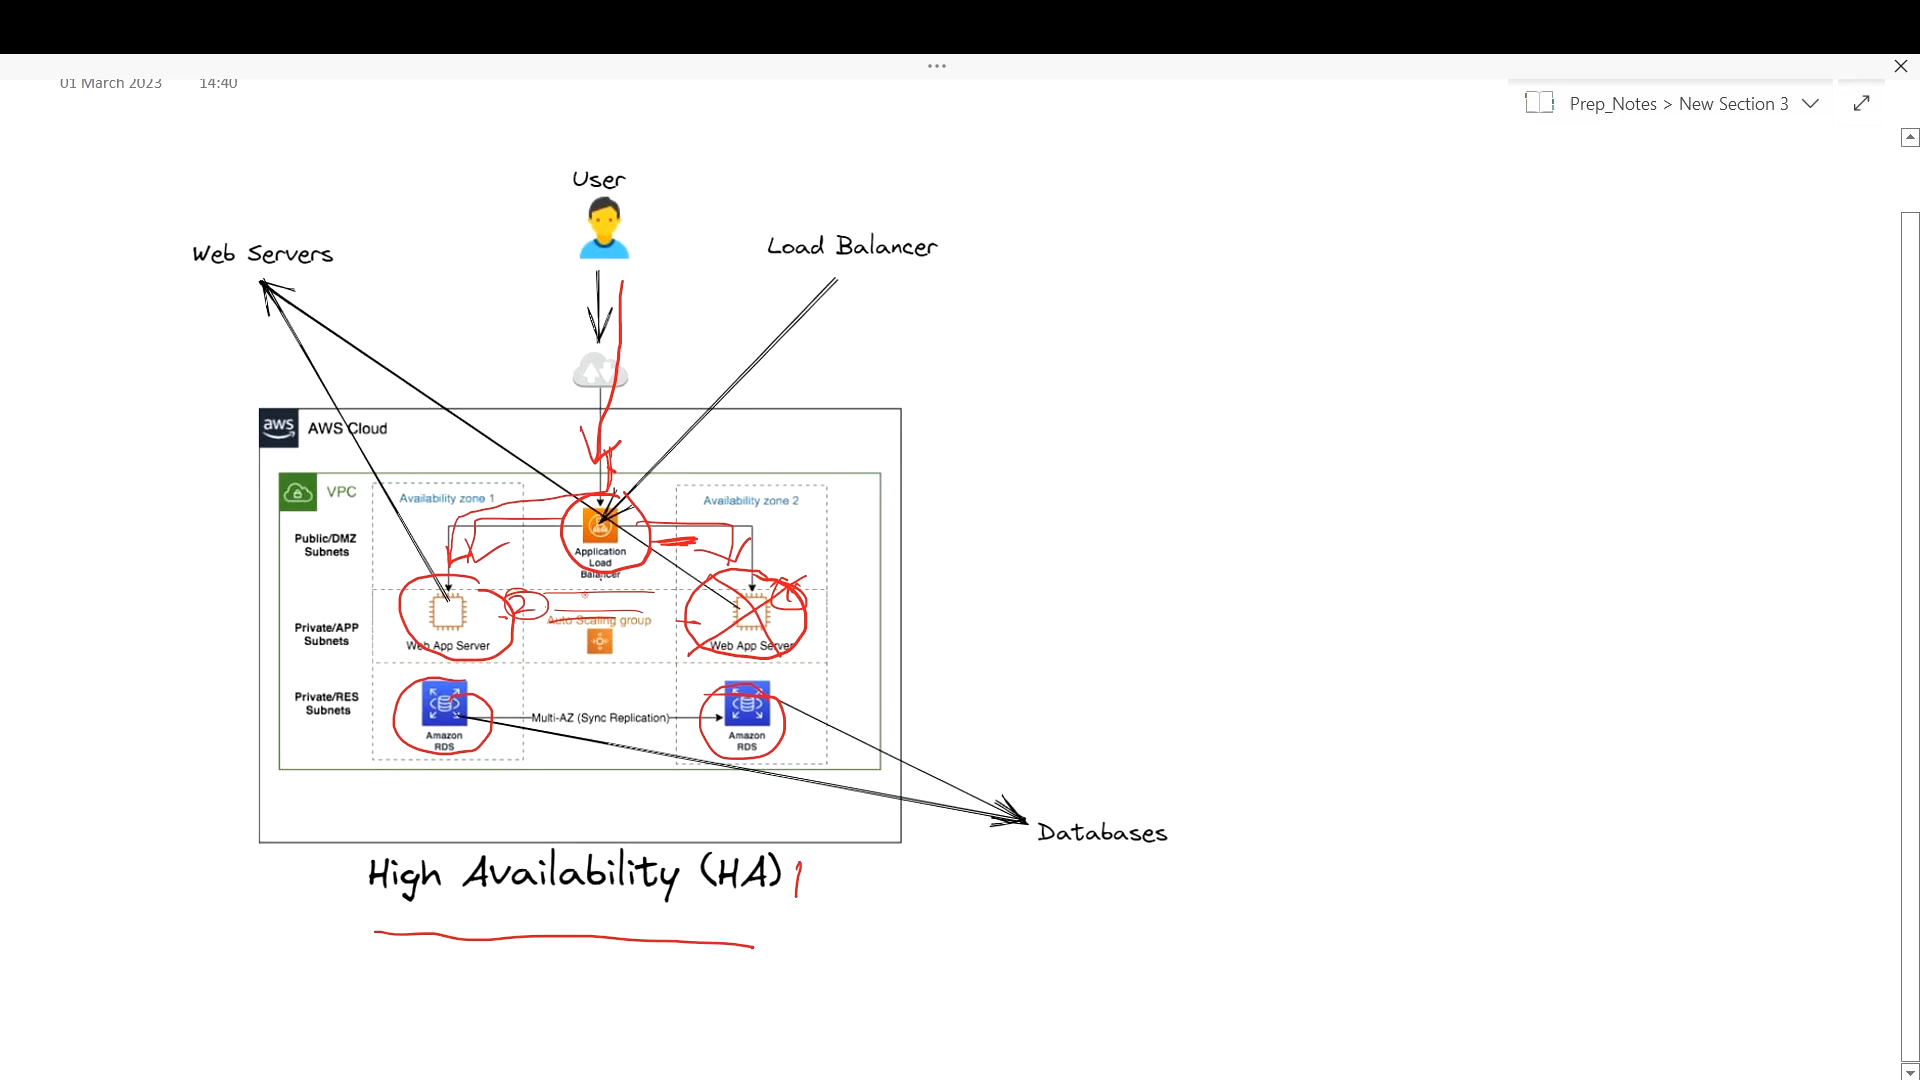 01 March 2023 14:40
Prep_Notes > New Section 3
User
Web Servers
Load Balancer
aws
AWS Cloud
VPC
Availability zone 1
Availability zone 2
Public/DMZ
Subnets
Application
Load
Balancer
2
Auto Scaling group
Private/APP
Subnets
Web App Server
Web App Server
Private/RES
Subnets
Multi-AZ (Sync Replication)
Amazon
RDS
Amazon
RDS
Databases
High Availability (HA)